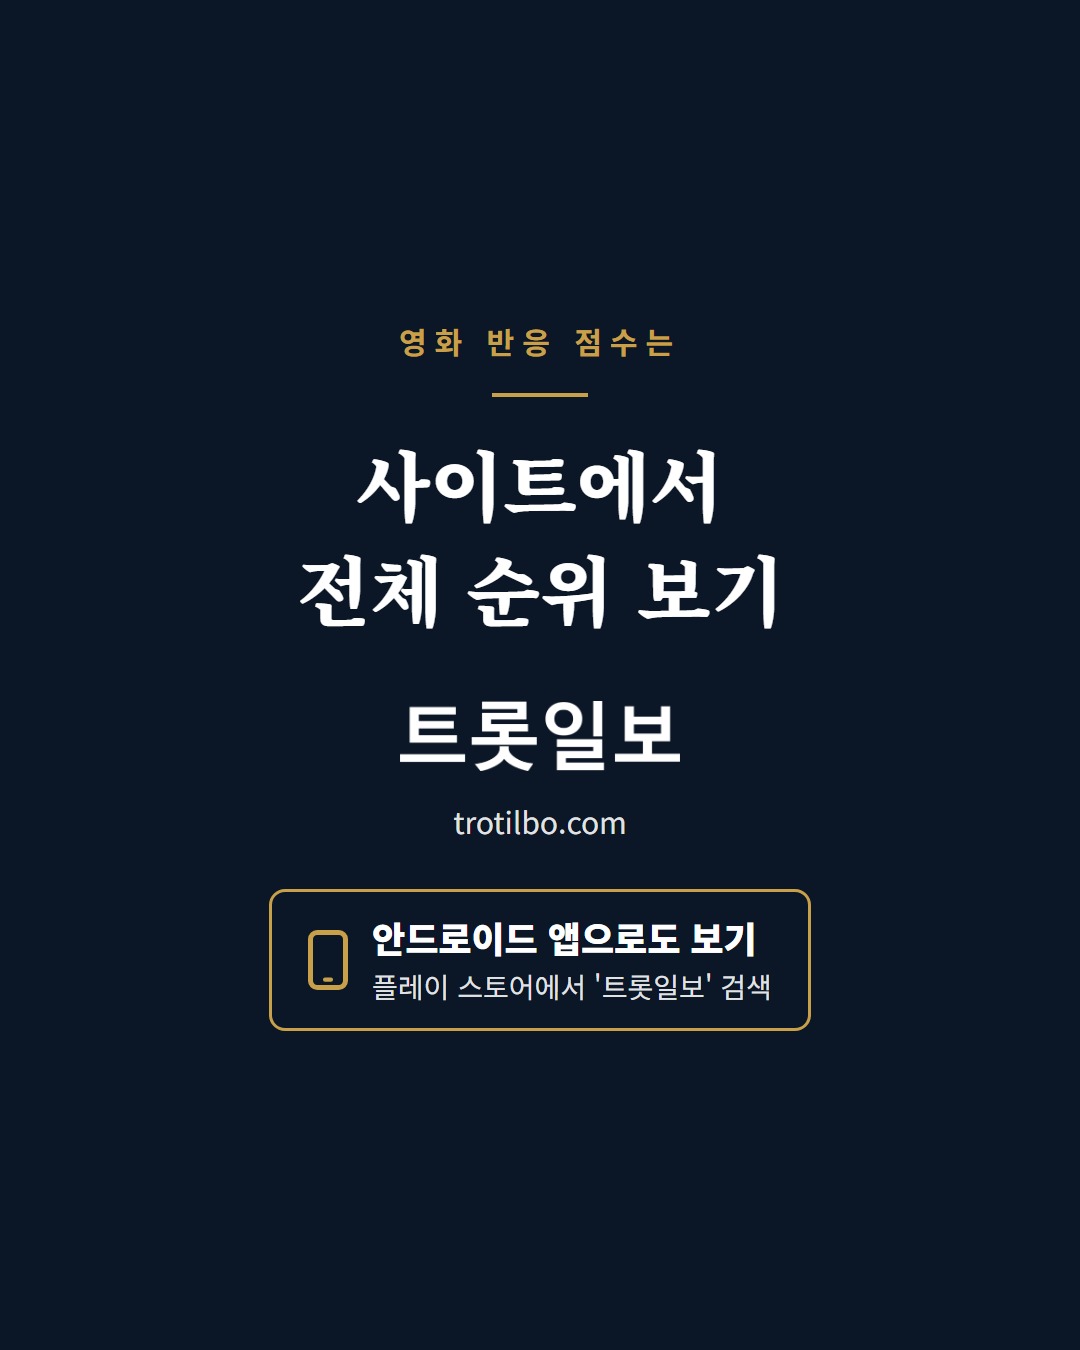 영화 반응 점수는
사이트에서
전체 순위 보기
트롯일보
trotilbo.com
안드로이드 앱으로도 보기
플레이 스토어에서 '트롯일보' 검색